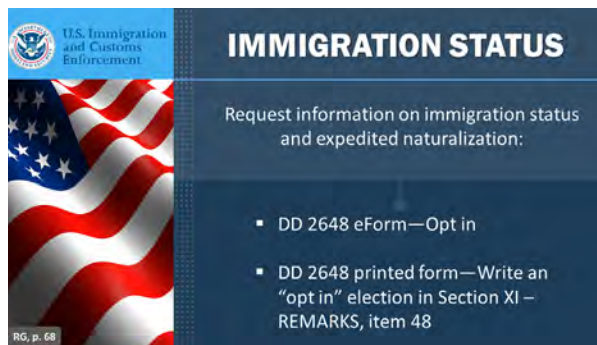 U.S. Immigration
and Customs
Enforcement
IMMIGRATION STATUS
Request information on immigration status
and expedited naturalization:
▪ DD 2648 eForm—Opt in
▪ DD 2648 printed form—Write an
“opt in” election in Section XI –
REMARKS, item 48
RG, p. 68